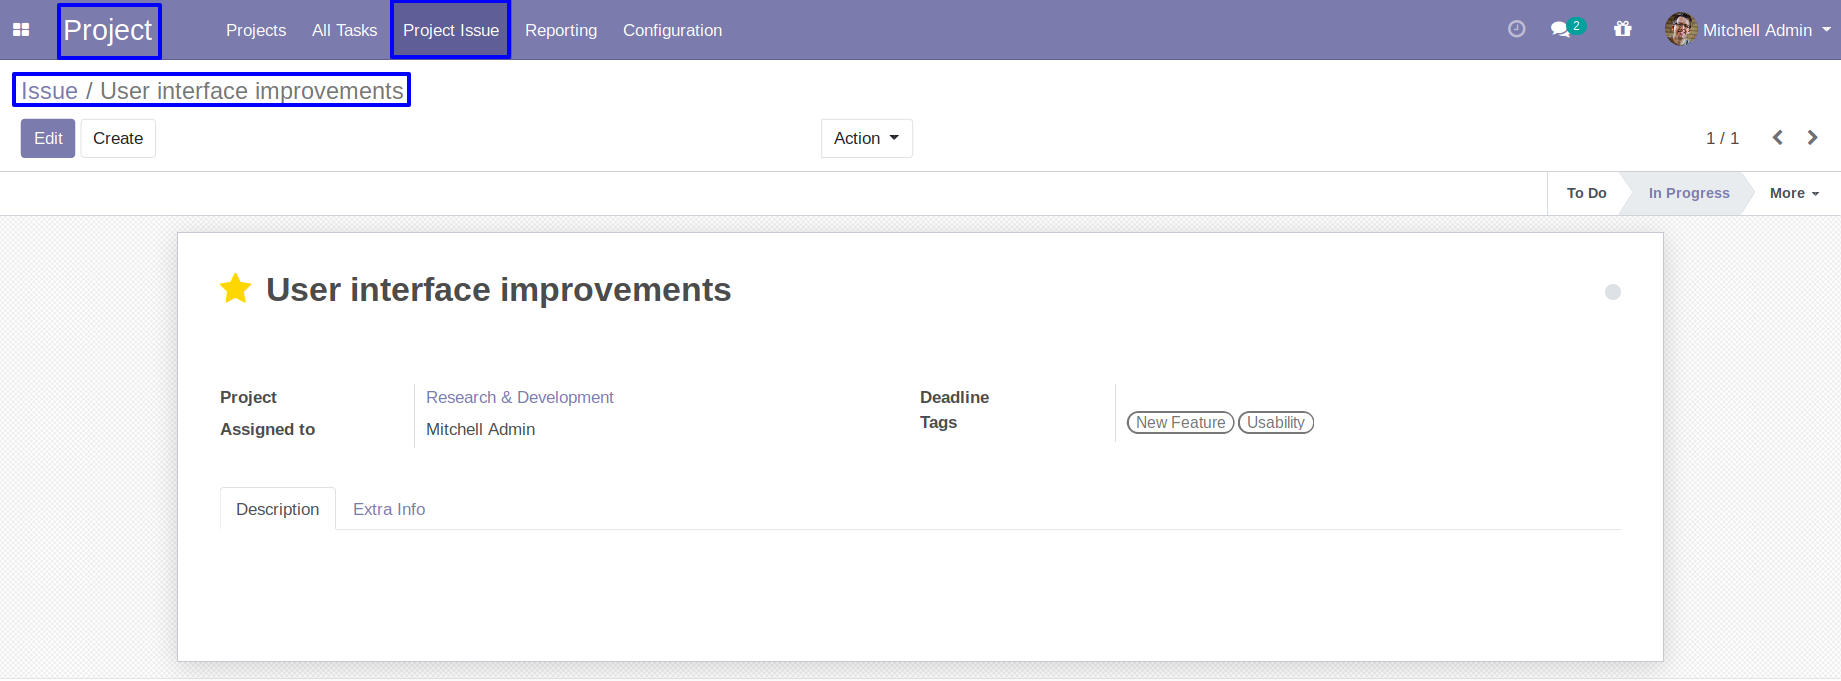 Project Projects All Tasks Project Issue Reporting Configuration 2 Mitchell Admin
Issue / User interface improvements
Edit Create Action 1 / 1
To Do In Progress More
User interface improvements
Project Research & Development Deadline
Assigned to Mitchell Admin Tags New Feature Usability
Description Extra Info